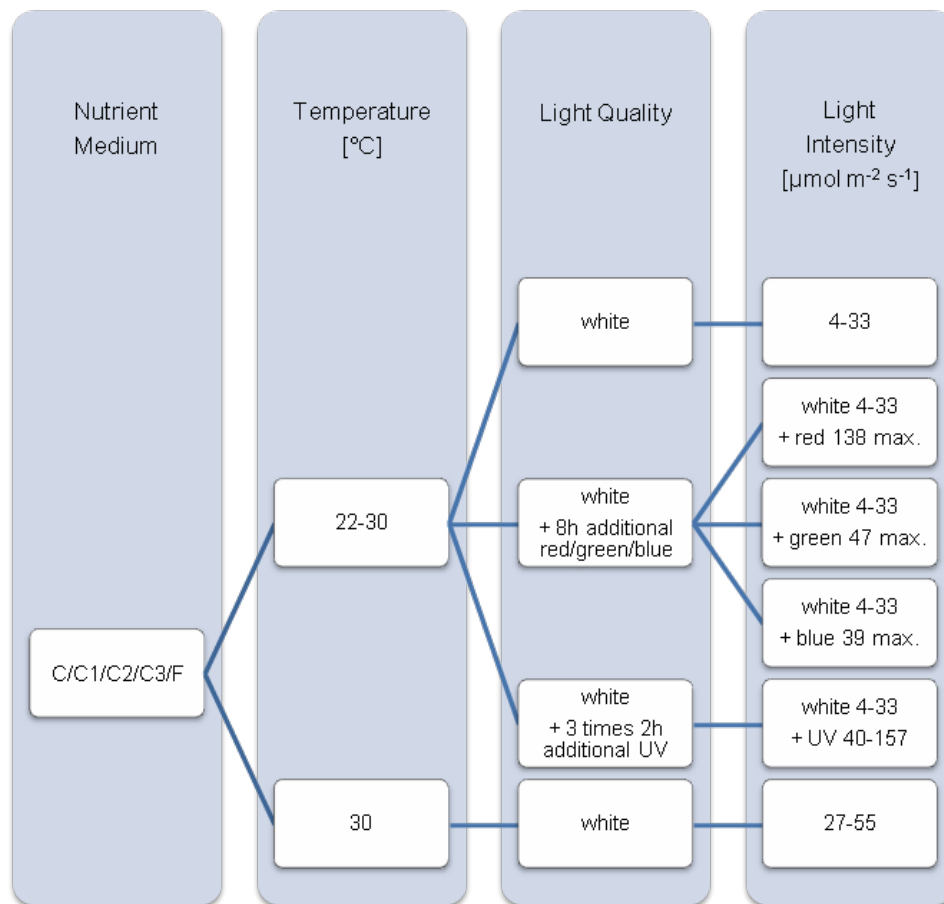 Nutrient
Medium
Temperature
[°C]
Light Quality
Light
Intensity
[µmol m⁻² s⁻¹]
C/C1/C2/C3/F
22-30
30
white
white
+ 8h additional
red/green/blue
white
+ 3 times 2h
additional UV
white
4-33
white 4-33
+ red 138 max.
white 4-33
+ green 47 max.
white 4-33
+ blue 39 max.
white 4-33
+ UV 40-157
27-55